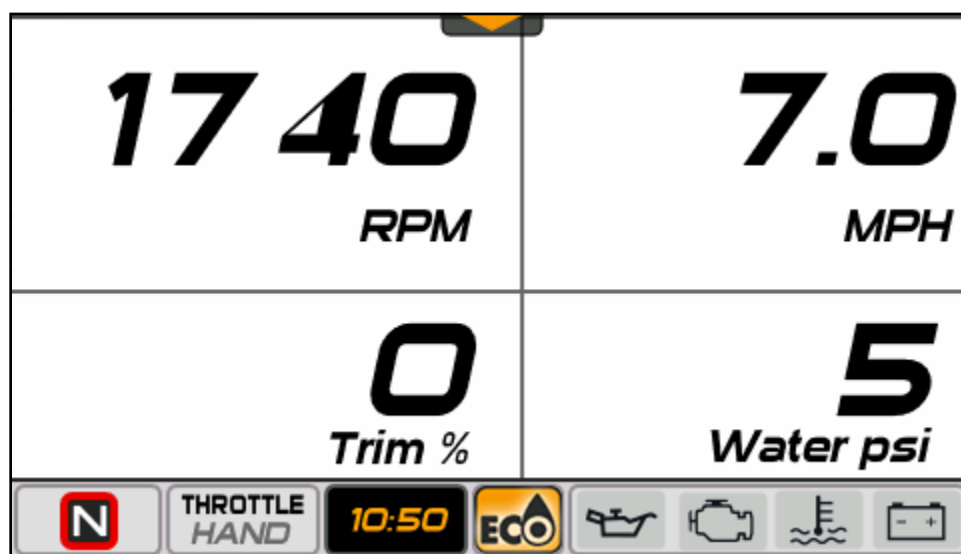 1740
RPM
7.0
MPH
0
Trim %
5
Water psi
N
THROTTLE
HAND
10:50
ECO
- +